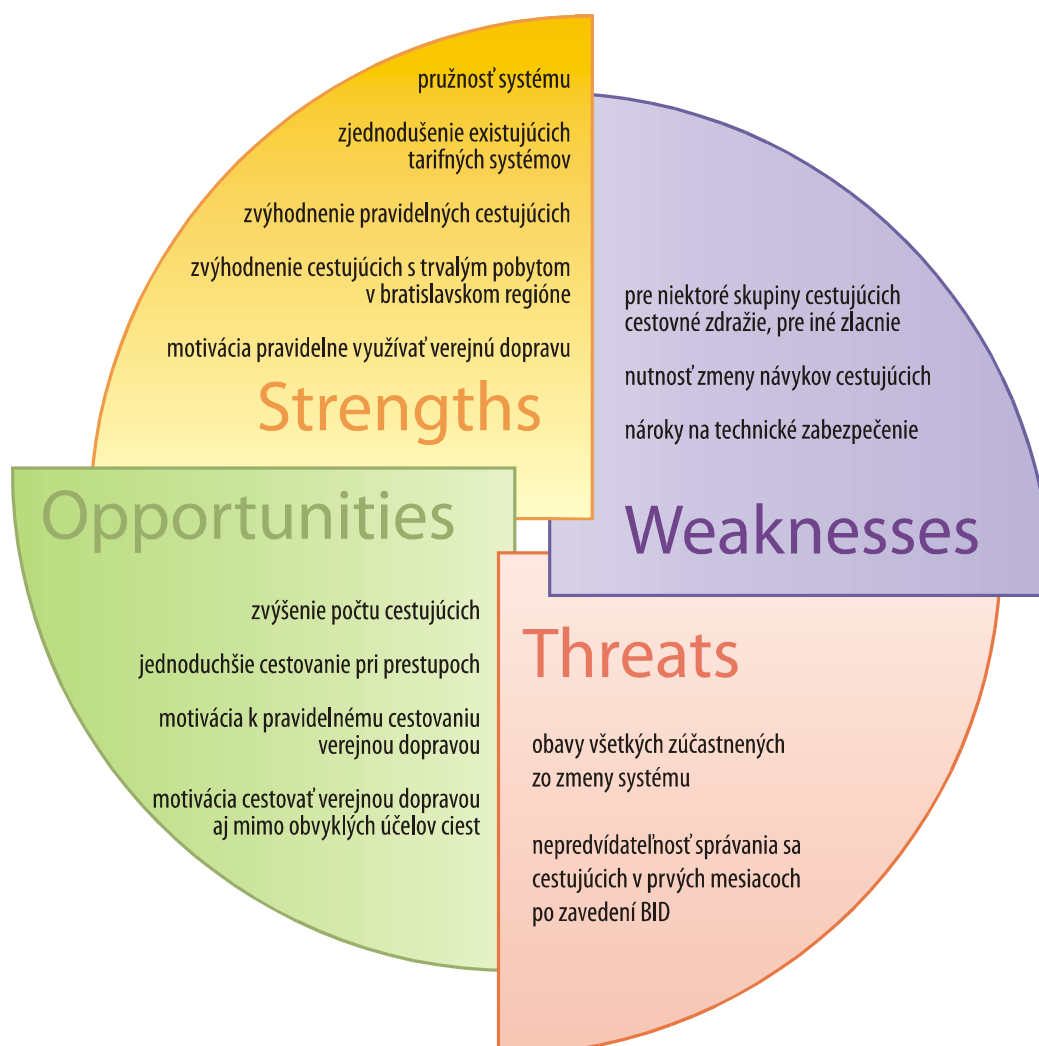 pružnosť systému
zjednodušenie existujúcich
tarifných systémov
zvýhodnenie pravidelných cestujúcich
zvýhodnenie cestujúcich s trvalým pobytom
v bratislavskom regióne
motivácia pravidelne využívať verejnú dopravu
Strengths
pre niektoré skupiny cestujúcich
cestovné zdražie, pre iné zlacnie
nutnosť zmeny návykov cestujúcich
nároky na technické zabezpečenie
Weaknesses
Opportunities
zvýšenie počtu cestujúcich
jednoduchšie cestovanie pri prestupoch
motivácia k pravidelnému cestovaniu
verejnou dopravou
motivácia cestovať verejnou dopravou
aj mimo obvyklých účelov ciest
Threats
obavy všetkých zúčastnených
zo zmeny systému
nepredvídateľnosť správania sa
cestujúcich v prvých mesiacoch
po zavedení BID